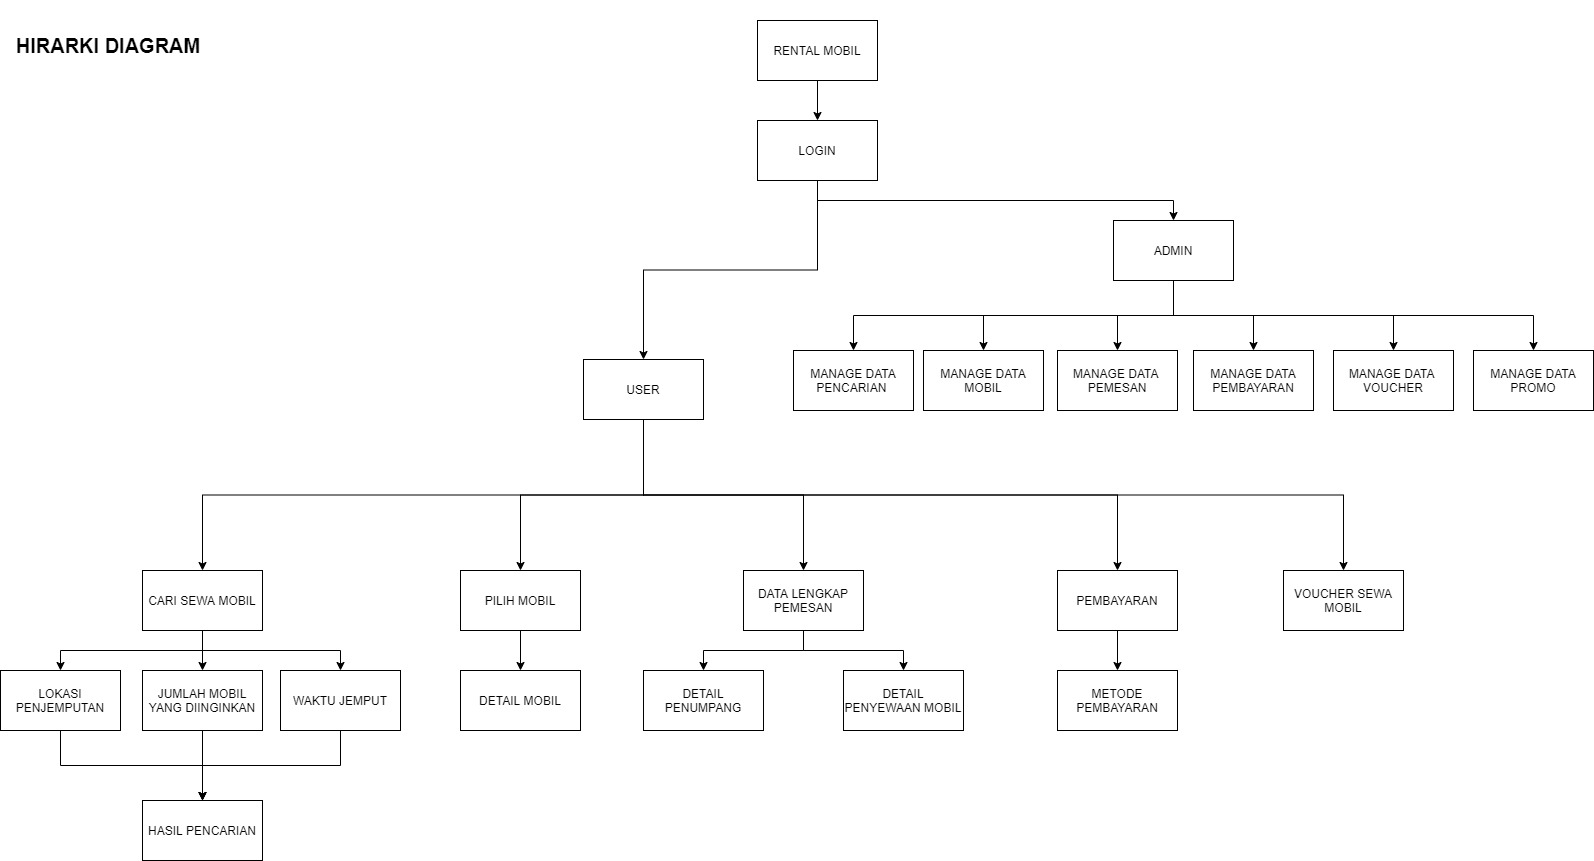 HIRARKI DIAGRAM
RENTAL MOBIL
LOGIN
ADMIN
MANAGE DATA
PENCARIAN
MANAGE DATA
MOBIL
MANAGE DATA
PEMESAN
MANAGE DATA
PEMBAYARAN
MANAGE DATA
VOUCHER
MANAGE DATA
PROMO
USER
CARI SEWA MOBIL
PILIH MOBIL
DATA LENGKAP
PEMESAN
PEMBAYARAN
VOUCHER SEWA
MOBIL
LOKASI
PENJEMPUTAN
JUMLAH MOBIL
YANG DIINGINKAN
WAKTU JEMPUT
DETAIL MOBIL
DETAIL
PENUMPANG
DETAIL
PENYEWAAN MOBIL
METODE
PEMBAYARAN
HASIL PENCARIAN